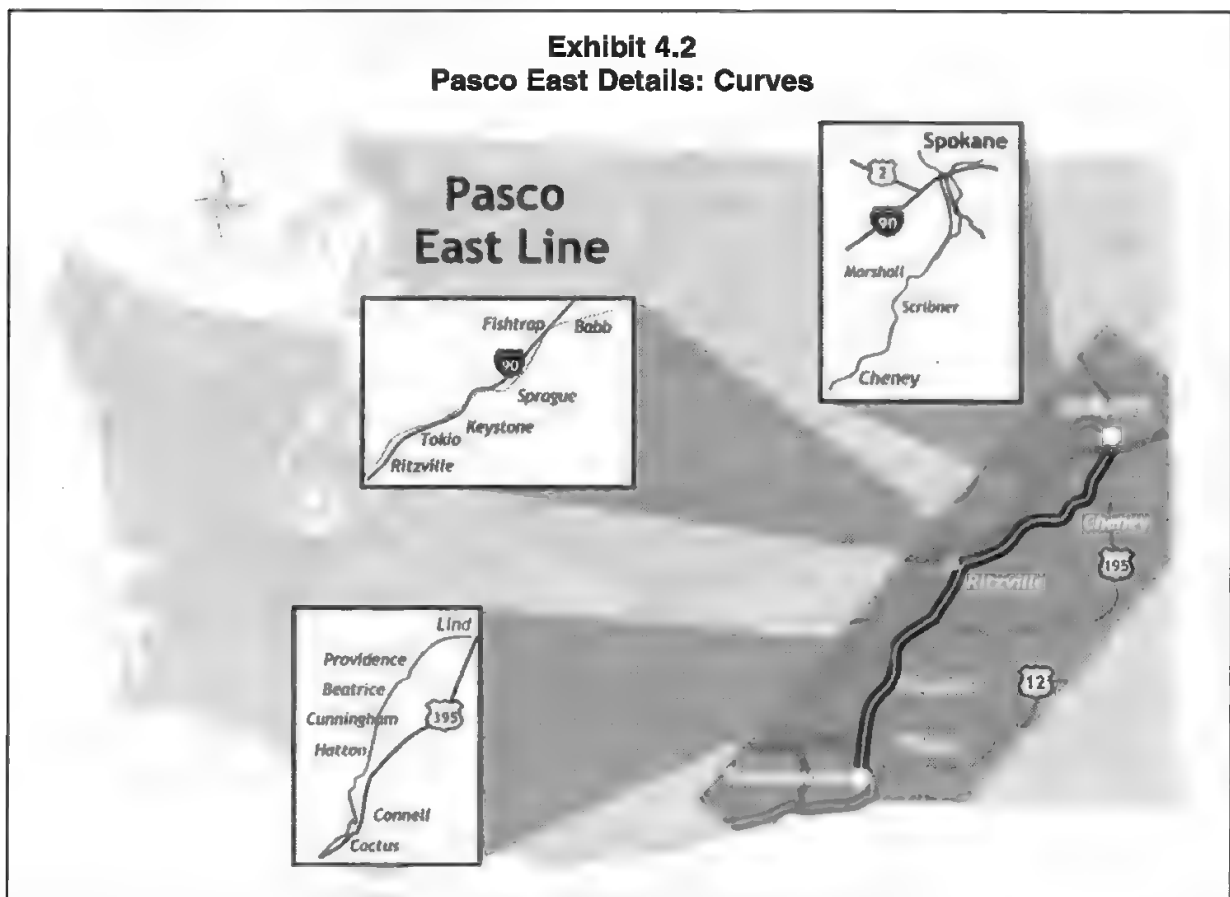 Exhibit 4.2
Pasco East Details: Curves
Pasco
East Line
Spokane
2
90
Marshall
Scribner
Cheney
Fishtrap
Babb
90
Sprague
Keystone
Tokio
Ritzville
Cheney
195
Ritzville
12
Lind
Providence
Beatrice
395
Cunningham
Hatton
Connell
Cactus